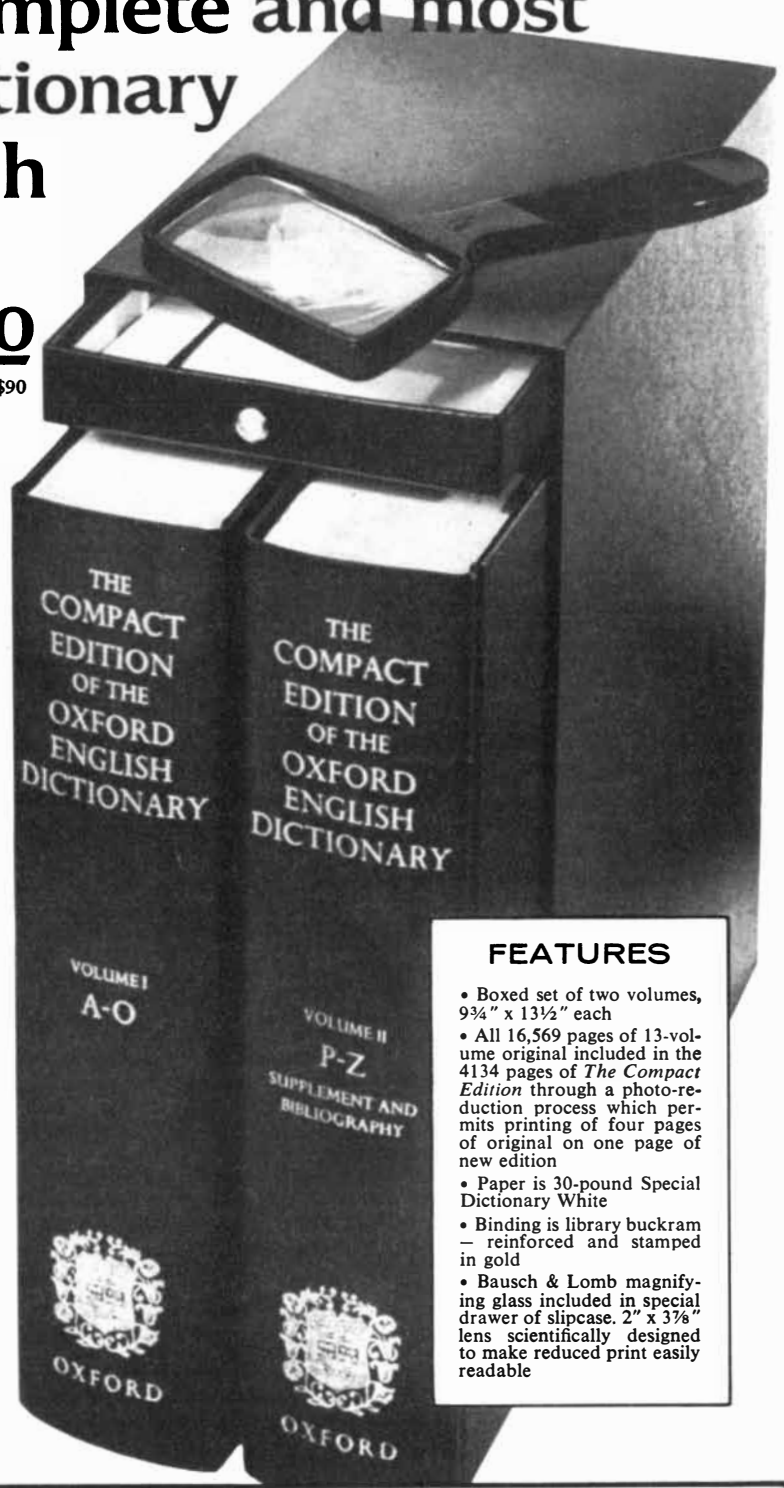 mplete and most
tionary
h
0
$90
THE
COMPACT
EDITION
OF THE
OXFORD
ENGLISH
DICTIONARY
VOLUME I
A-O
OXFORD
THE
COMPACT
EDITION
OF THE
OXFORD
ENGLISH
DICTIONARY
VOLUME II
P-Z
SUPPLEMENT AND
BIBLIOGRAPHY
OXFORD
FEATURES
• Boxed set of two volumes,
9¾" x 13½" each
• All 16,569 pages of 13-vol-
ume original included in the
4134 pages of The Compact
Edition through a photo-re-
duction process which per-
mits printing of four pages
of original on one page of
new edition
• Paper is 30-pound Special
Dictionary White
• Binding is library buckram
— reinforced and stamped
in gold
• Bausch & Lomb magnify-
ing glass included in special
drawer of slipcase. 2" x 3⅞"
lens scientifically designed
to make reduced print easily
readable